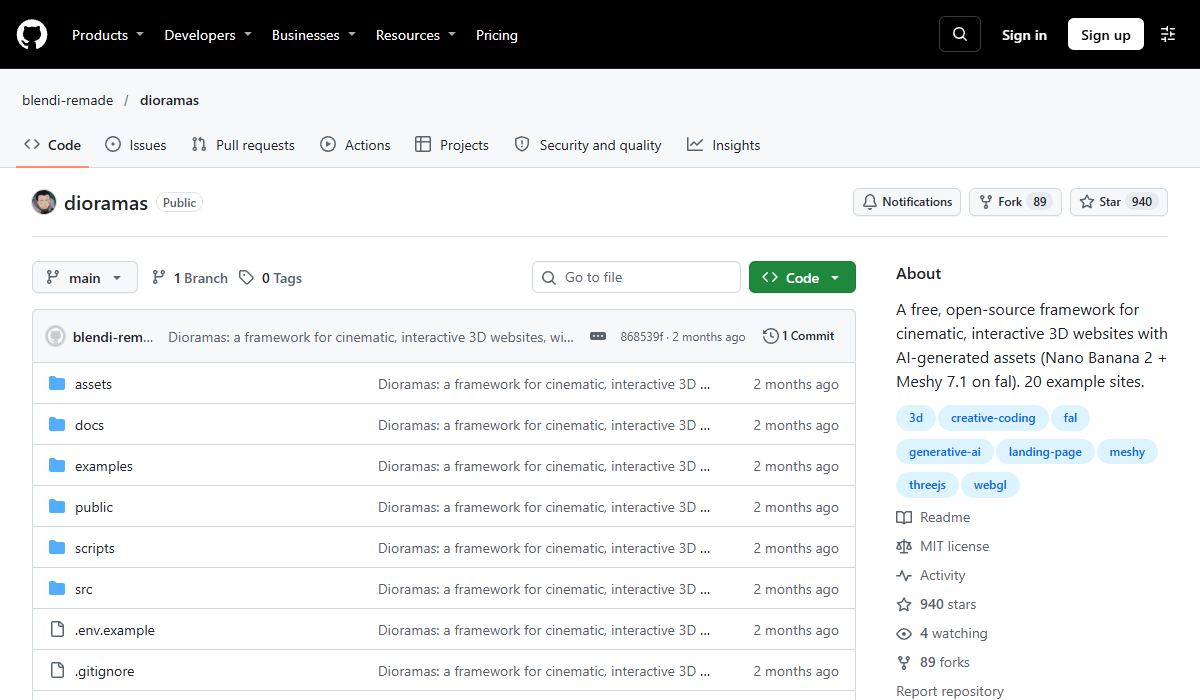 Products Developers Businesses Resources Pricing Sign in Sign up
blendi-remade / dioramas
Code Issues Pull requests Actions Projects Security and quality Insights
dioramas Public Notifications Fork 89 Star 940
main 1 Branch 0 Tags Go to file Code
blendi-rem... Dioramas: a framework for cinematic, interactive 3D websites, wi... 868539f · 2 months ago 1 Commit
assets Dioramas: a framework for cinematic, interactive 3D ... 2 months ago
docs Dioramas: a framework for cinematic, interactive 3D ... 2 months ago
examples Dioramas: a framework for cinematic, interactive 3D ... 2 months ago
public Dioramas: a framework for cinematic, interactive 3D ... 2 months ago
scripts Dioramas: a framework for cinematic, interactive 3D ... 2 months ago
src Dioramas: a framework for cinematic, interactive 3D ... 2 months ago
.env.example Dioramas: a framework for cinematic, interactive 3D ... 2 months ago
.gitignore Dioramas: a framework for cinematic, interactive 3D ... 2 months ago
About
A free, open-source framework for
cinematic, interactive 3D websites with
AI-generated assets (Nano Banana 2 +
Meshy 7.1 on fal). 20 example sites.
3d creative-coding fal
generative-ai landing-page meshy
threejs webgl
Readme
MIT license
Activity
940 stars
4 watching
89 forks
Report repository